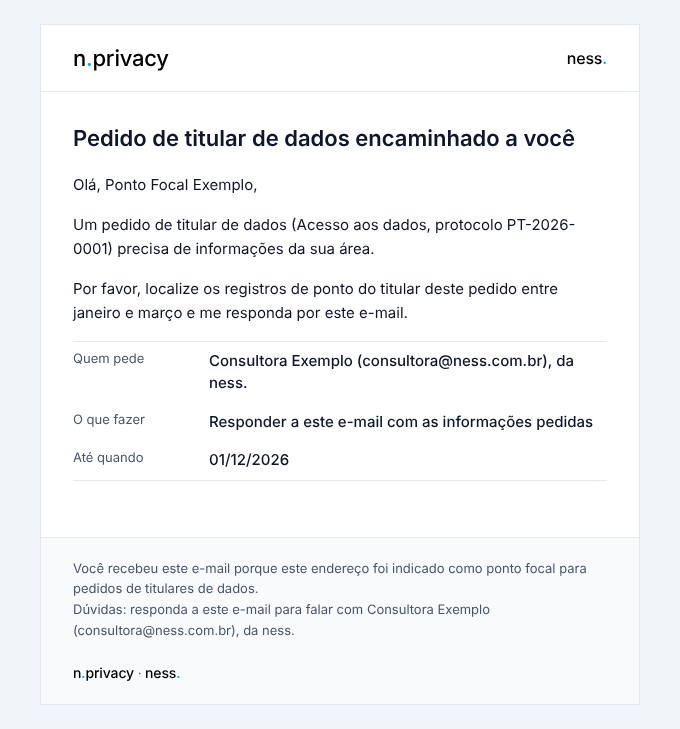 n.privacy
ness.
Pedido de titular de dados encaminhado a você
Olá, Ponto Focal Exemplo,
Um pedido de titular de dados (Acesso aos dados, protocolo PT-2026-
0001) precisa de informações da sua área.
Por favor, localize os registros de ponto do titular deste pedido entre
janeiro e março e me responda por este e-mail.
Quem pede
Consultora Exemplo (consultora@ness.com.br), da
ness.
O que fazer
Responder a este e-mail com as informações pedidas
Até quando
01/12/2026
Você recebeu este e-mail porque este endereço foi indicado como ponto focal para
pedidos de titulares de dados.
Dúvidas: responda a este e-mail para falar com Consultora Exemplo
(consultora@ness.com.br), da ness.
n.privacy · ness.